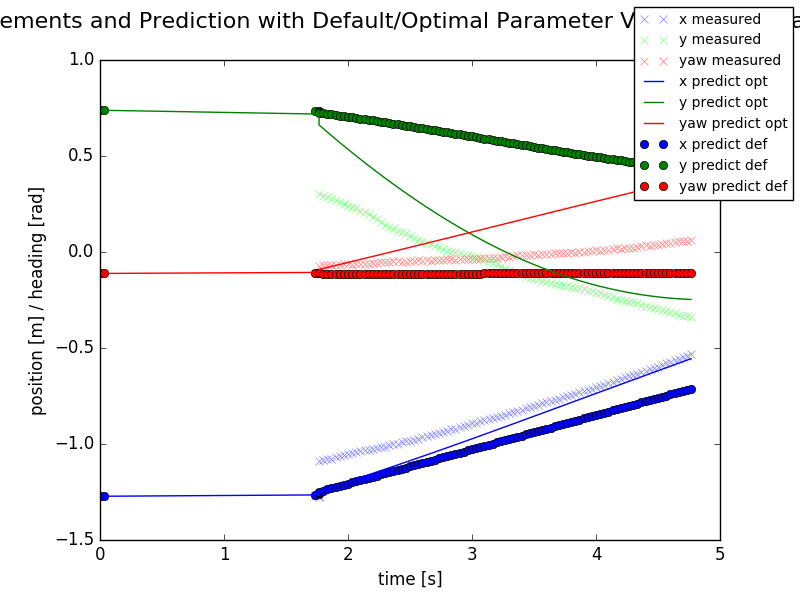 ements and Prediction with Default/Optimal Parameter V
x measured
y measured
yaw measured
x predict opt
y predict opt
yaw predict opt
x predict def
y predict def
yaw predict def
1.0
0.5
0.0
−0.5
−1.0
−1.5
position [m] / heading [rad]
0 1 2 3 4 5
time [s]